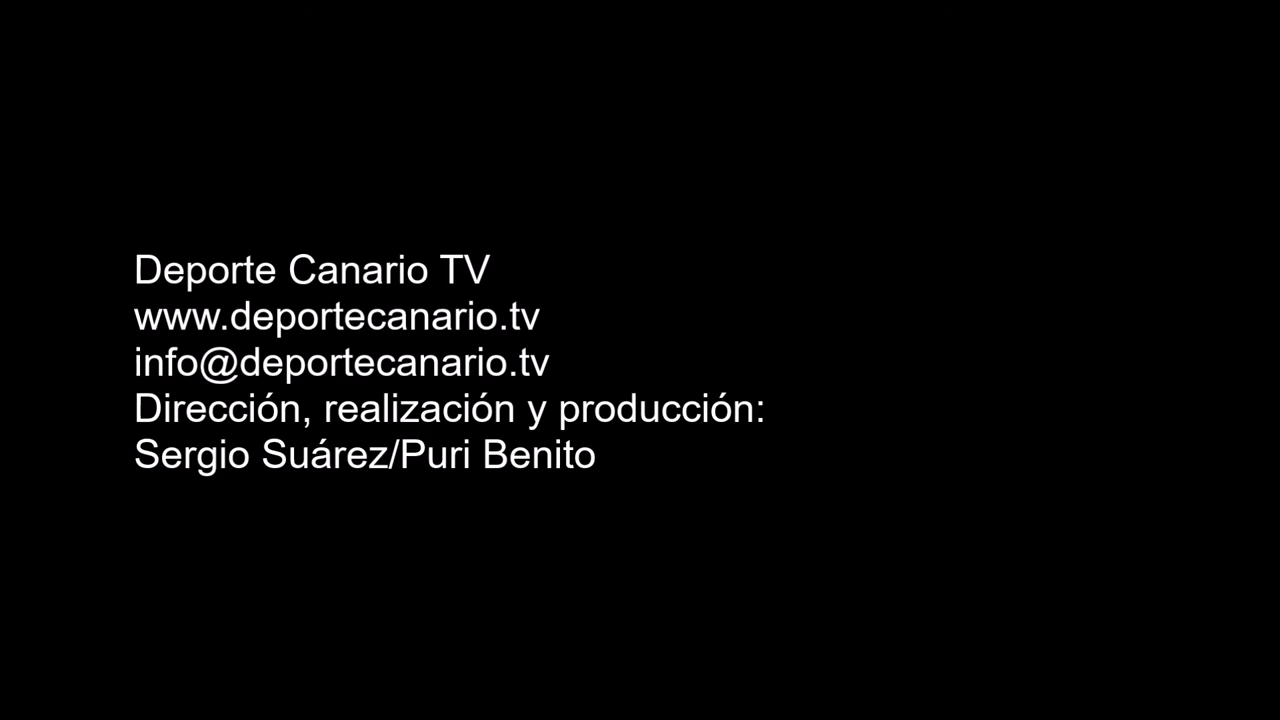 Deporte Canario TV
www.deportecanario.tv
info@deportecanario.tv
Dirección, realización y producción:
Sergio Suárez/Puri Benito